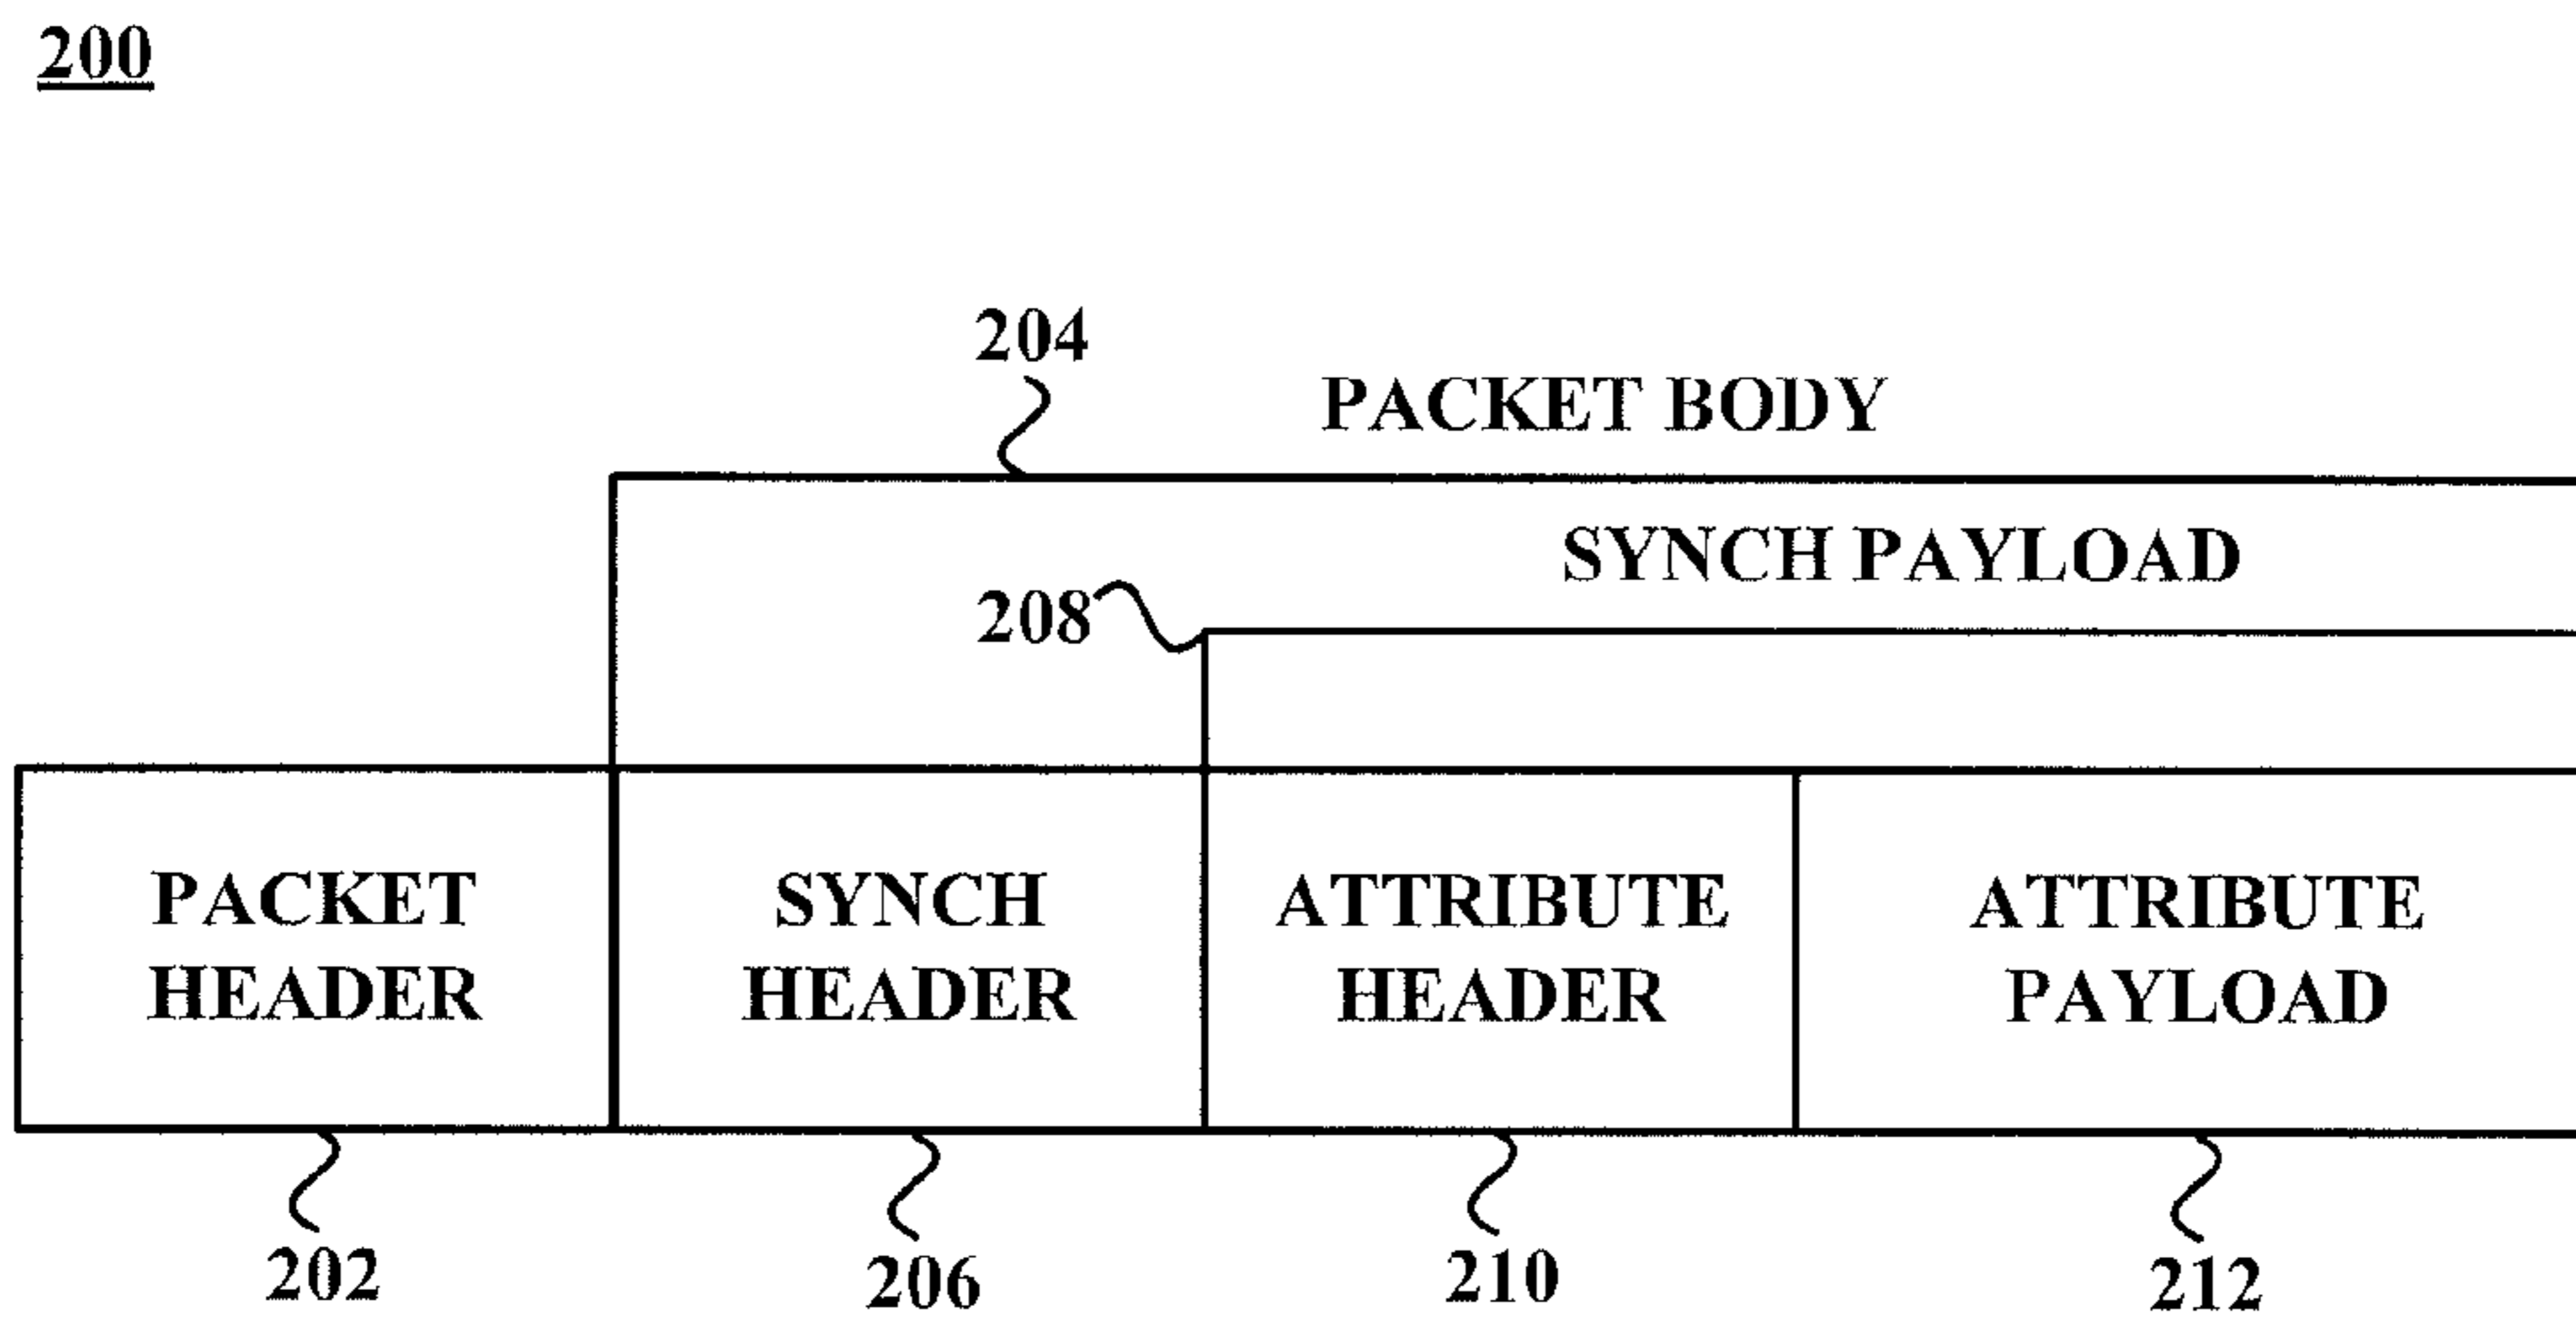 200
204
PACKET BODY
SYNCH PAYLOAD
208
PACKET
HEADER
SYNCH
HEADER
ATTRIBUTE
HEADER
ATTRIBUTE
PAYLOAD
202
206
210
212